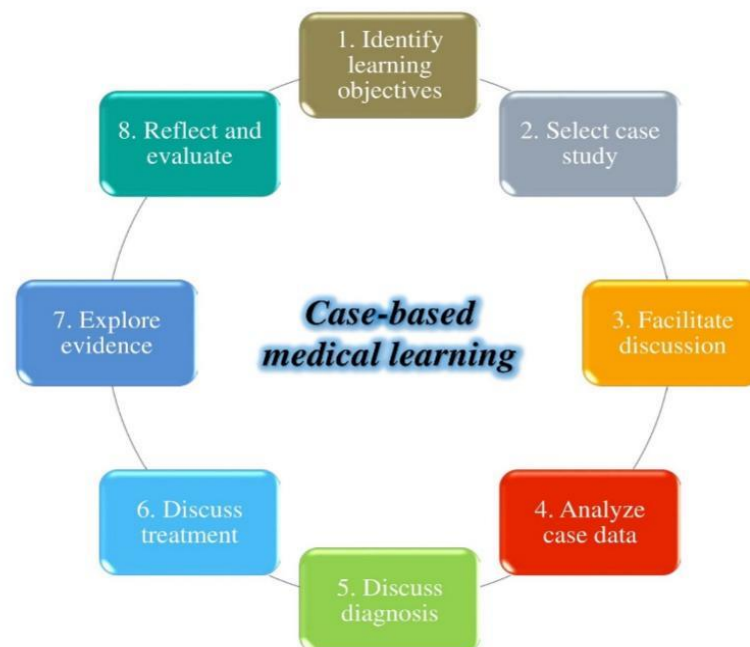 1. Identify
learning
objectives
2. Select case
study
3. Facilitate
discussion
4. Analyze
case data
5. Discuss
diagnosis
6. Discuss
treatment
7. Explore
evidence
8. Reflect and
evaluate
Case-based
medical learning